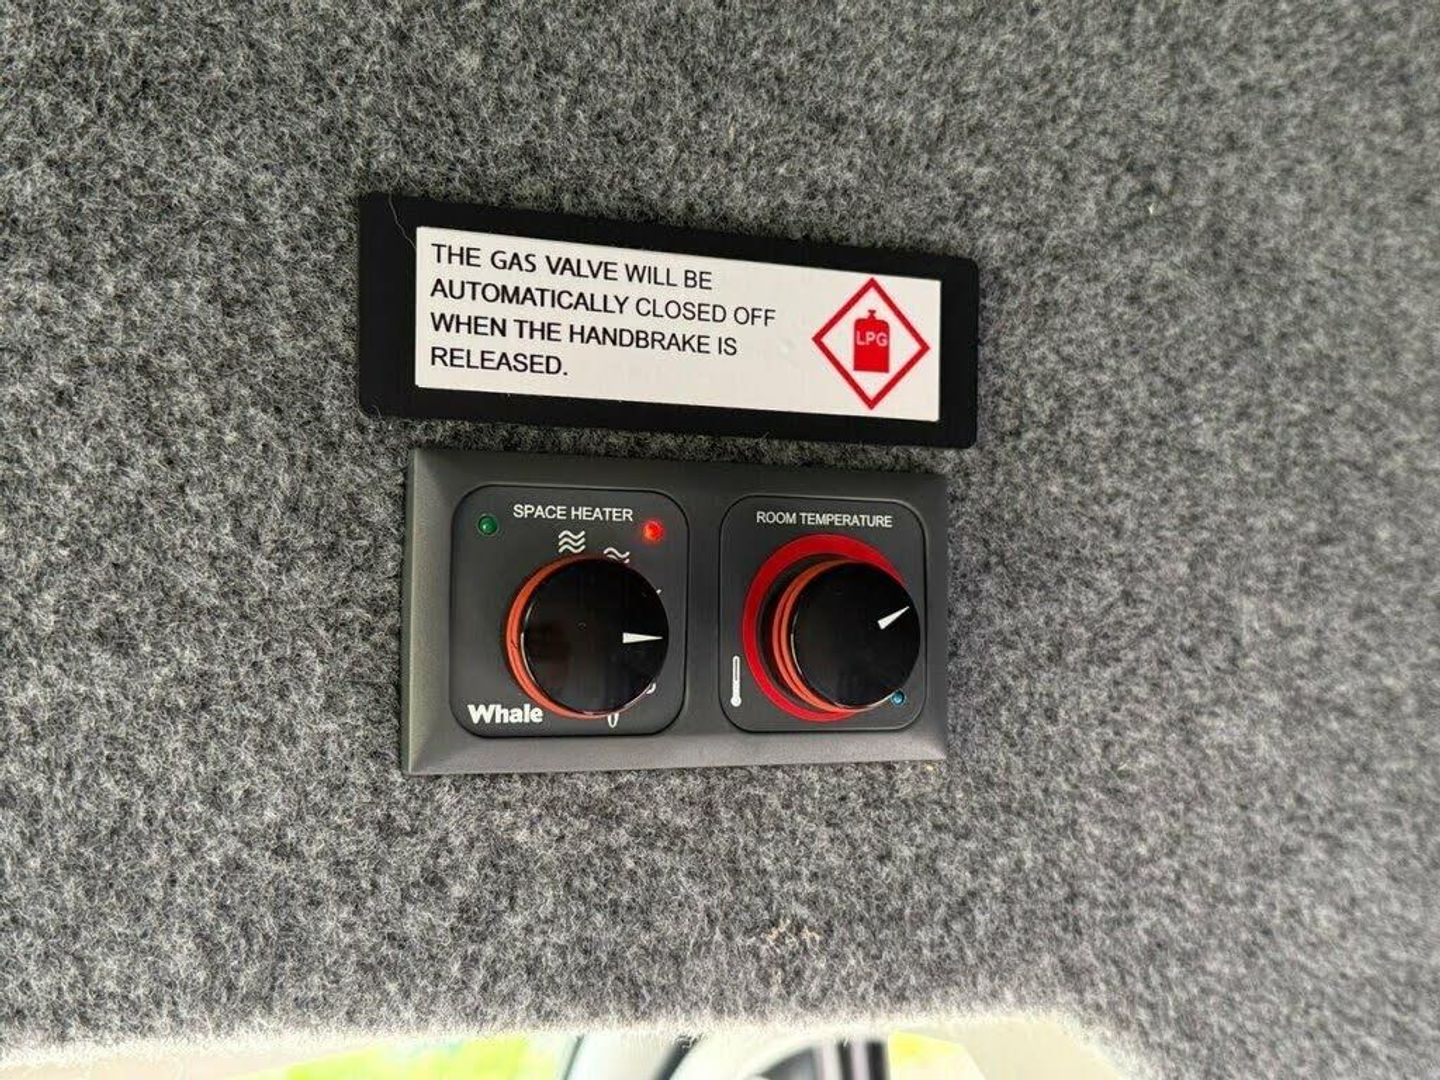 THE GAS VALVE WILL BE
AUTOMATICALLY CLOSED OFF
WHEN THE HANDBRAKE IS
RELEASED.
LPG
SPACE HEATER
ROOM TEMPERATURE
Whale